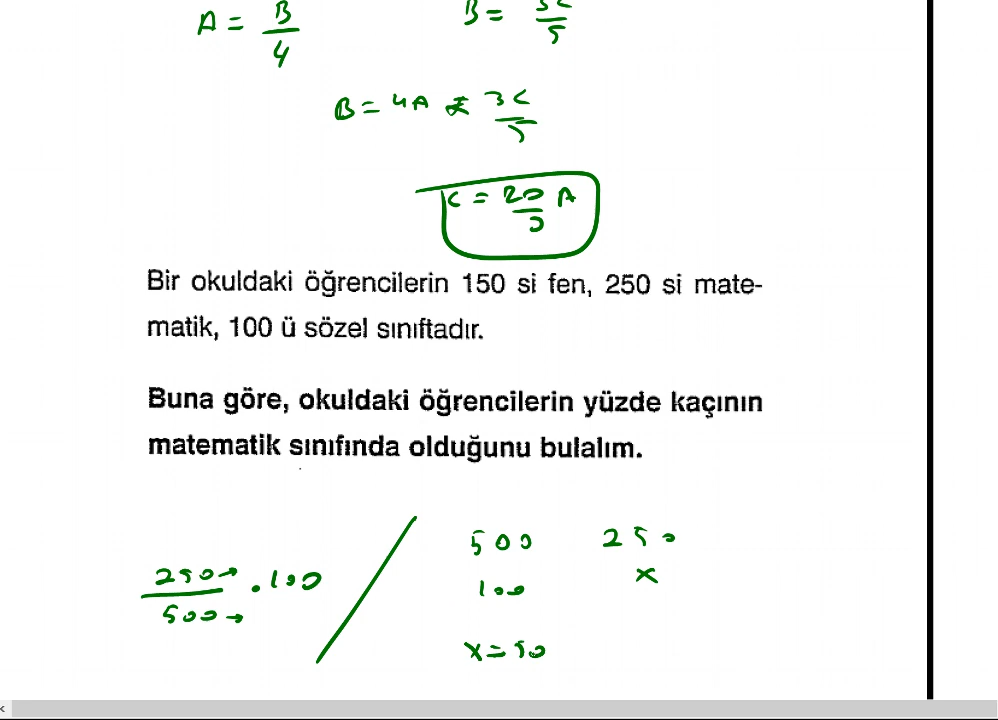 A = B/4 B = 3C/5
B = 4A = 3C/5
C = 20/3 A
Bir okuldaki öğrencilerin 150 si fen, 250 si mate-
matik, 100 ü sözel sınıftadır.
Buna göre, okuldaki öğrencilerin yüzde kaçının
matematik sınıfında olduğunu bulalım.
250/500 . 100
500 250
100 x
x = 50